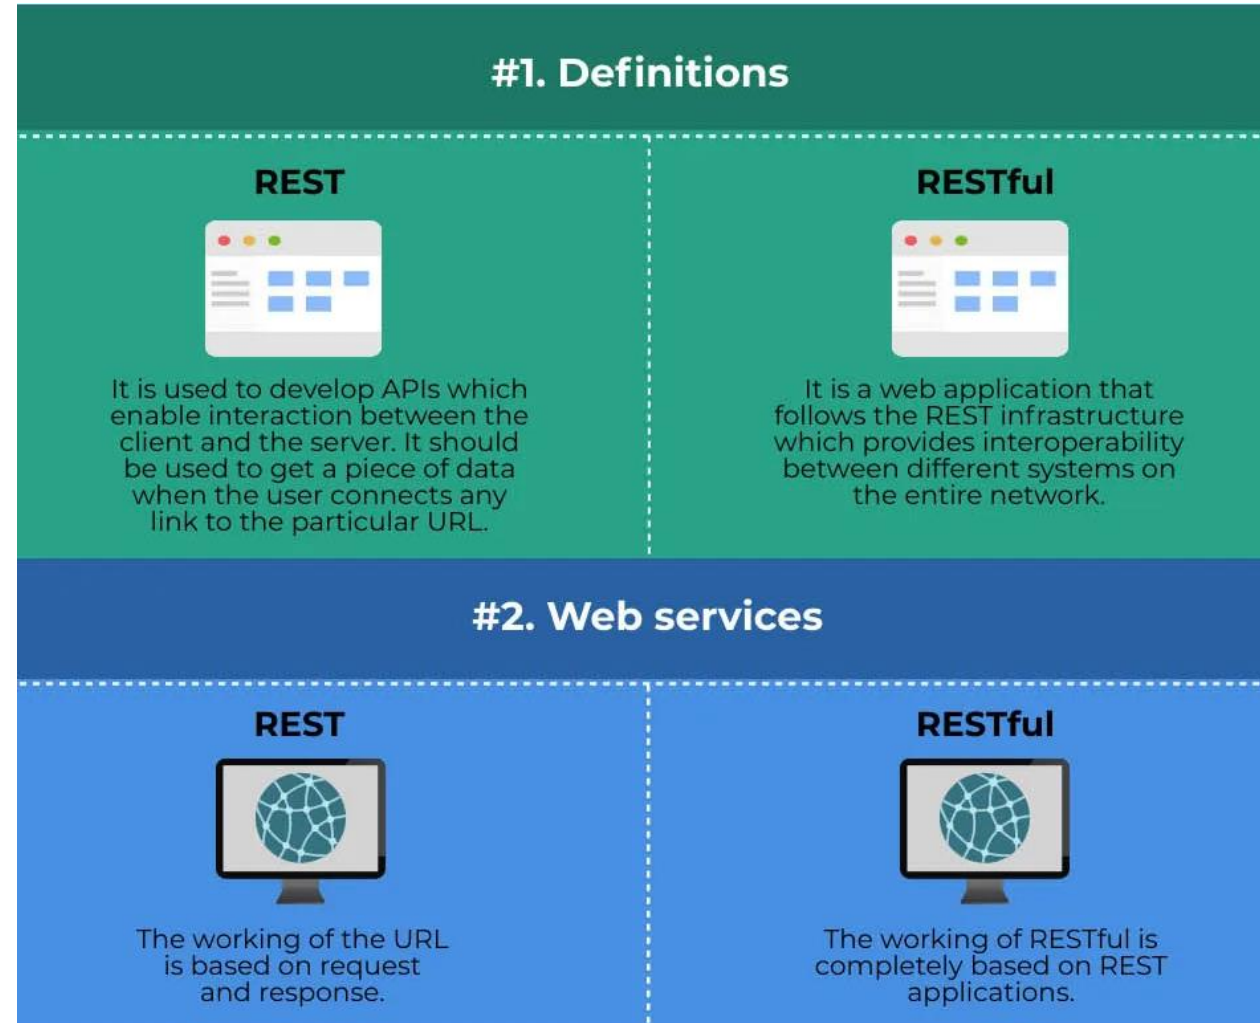 #1. Definitions
REST
It is used to develop APIs which
enable interaction between the
client and the server. It should
be used to get a piece of data
when the user connects any
link to the particular URL.
RESTful
It is a web application that
follows the REST infrastructure
which provides interoperability
between different systems on
the entire network.
#2. Web services
REST
The working of the URL
is based on request
and response.
RESTful
The working of RESTful is
completely based on REST
applications.